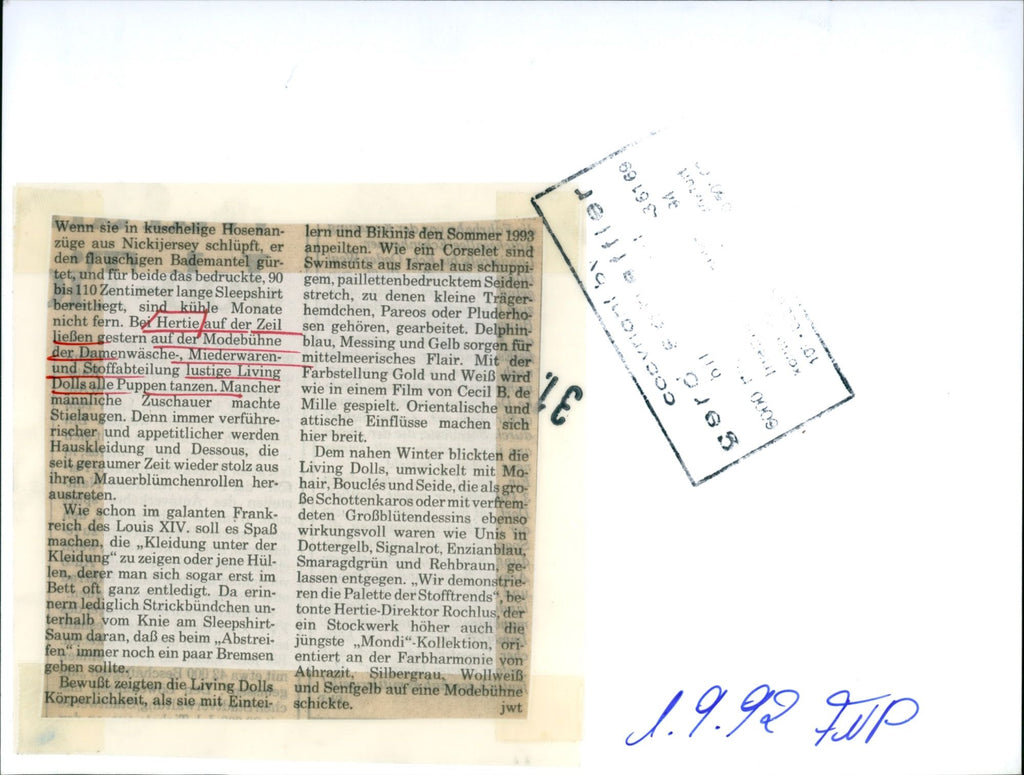 Wenn sie in kuschelige Hosenan-
züge aus Nickijersey schlüpft, er
den flauschigen Bademantel gür-
tet, und für beide das bedruckte, 90
bis 110 Zentimeter lange Sleepshirt
bereitliegt, sind kühle Monate
nicht fern. Bei Hertie auf der Zeil
ließen gestern auf der Modebühne
der Damenwäsche-, Miederwaren-
und Stoffabteilung lustige Living
Dolls alle Puppen tanzen. Mancher
männliche Zuschauer machte
Stielaugen. Denn immer verführe-
rischer und appetitlicher werden
Hauskleidung und Dessous, die
seit geraumer Zeit wieder stolz aus
ihren Mauerblümchenrollen her-
austreten.
Wie schon im galanten Frank-
reich des Louis XIV. soll es Spaß
machen, die „Kleidung unter der
Kleidung“ zu zeigen oder jene Hül-
len, derer man sich sogar erst im
Bett oft ganz entledigt. Da erin-
nern lediglich Strickbündchen un-
terhalb vom Knie am Sleepshirt-
Saum daran, daß es beim „Abstrei-
fen“ immer noch ein paar Bremsen
geben sollte.
Bewußt zeigten die Living Dolls
Körperlichkeit, als sie mit Eintei-
lern und Bikinis den Sommer 1993
anpeilten. Wie ein Corselet sind
Swimsuits aus Israel aus schuppi-
gem, paillettenbedrucktem Seiden-
stretch, zu denen kleine Träger-
hemdchen, Pareos oder Pluderho-
sen gehören, gearbeitet. Delphin-
blau, Messing und Gelb sorgen für
mittelmeerisches Flair. Mit der
Farbstellung Gold und Weiß wird
wie in einem Film von Cecil B. de
Mille gespielt. Orientalische und
attische Einflüsse machen sich
hier breit.
Dem nahen Winter blickten die
Living Dolls, umwickelt mit Mo-
hair, Bouclés und Seide, die als gro-
ße Schottenkaros oder mit verfrem-
deten Großblütendessins ebenso
wirkungsvoll waren wie Unis in
Dottergelb, Signalrot, Enzianblau,
Smaragdgrün und Rehbraun, ge-
lassen entgegen. „Wir demonstrie-
ren die Palette der Stofftrends“, be-
tonte Hertie-Direktor Rochlus, der
ein Stockwerk höher auch die
jüngste „Mondi“-Kollektion, ori-
entiert an der Farbharmonie von
Athrazit, Silbergrau, Wollweiß
und Senfgelb auf eine Modebühne
schickte. jwt
31.
copyright by
36169
6000
1.9.92 FNP